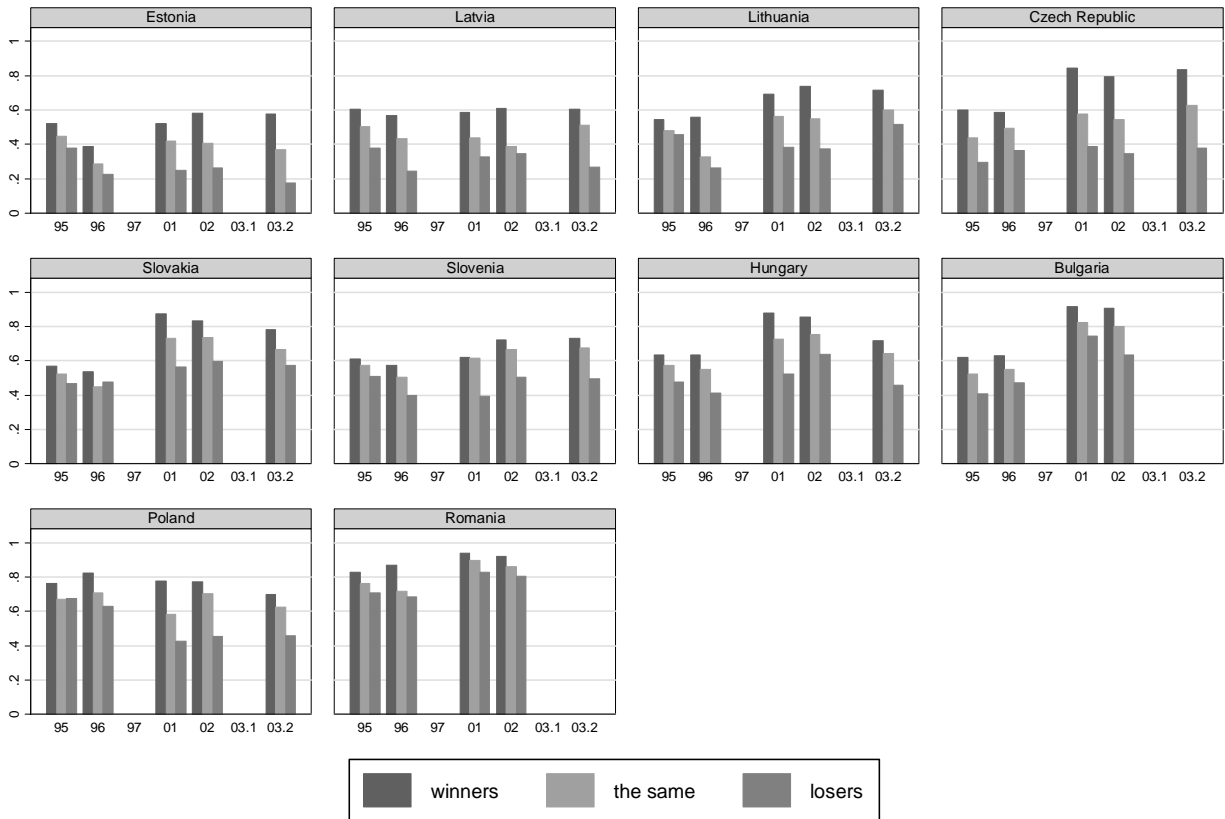 Estonia Latvia Lithuania Czech Republic
1
.8
.6
.4
.2
0
95 96 97 01 02 03.1 03.2 95 96 97 01 02 03.1 03.2 95 96 97 01 02 03.1 03.2 95 96 97 01 02 03.1 03.2
Slovakia Slovenia Hungary Bulgaria
1
.8
.6
.4
.2
0
95 96 97 01 02 03.1 03.2 95 96 97 01 02 03.1 03.2 95 96 97 01 02 03.1 03.2 95 96 97 01 02 03.1 03.2
Poland Romania
1
.8
.6
.4
.2
0
95 96 97 01 02 03.1 03.2 95 96 97 01 02 03.1 03.2
winners the same losers